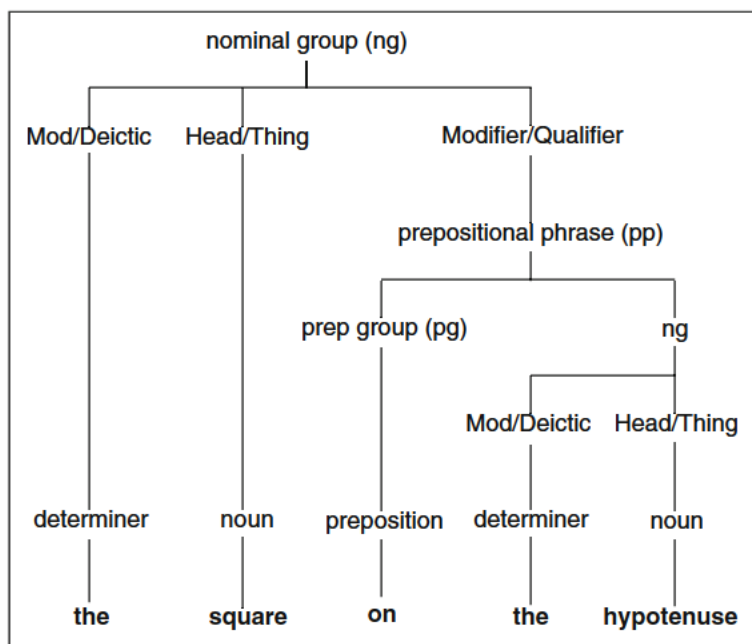 nominal group (ng)
Mod/Deictic Head/Thing Modifier/Qualifier
prepositional phrase (pp)
prep group (pg) ng
Mod/Deictic Head/Thing
determiner noun preposition determiner noun
the square on the hypotenuse